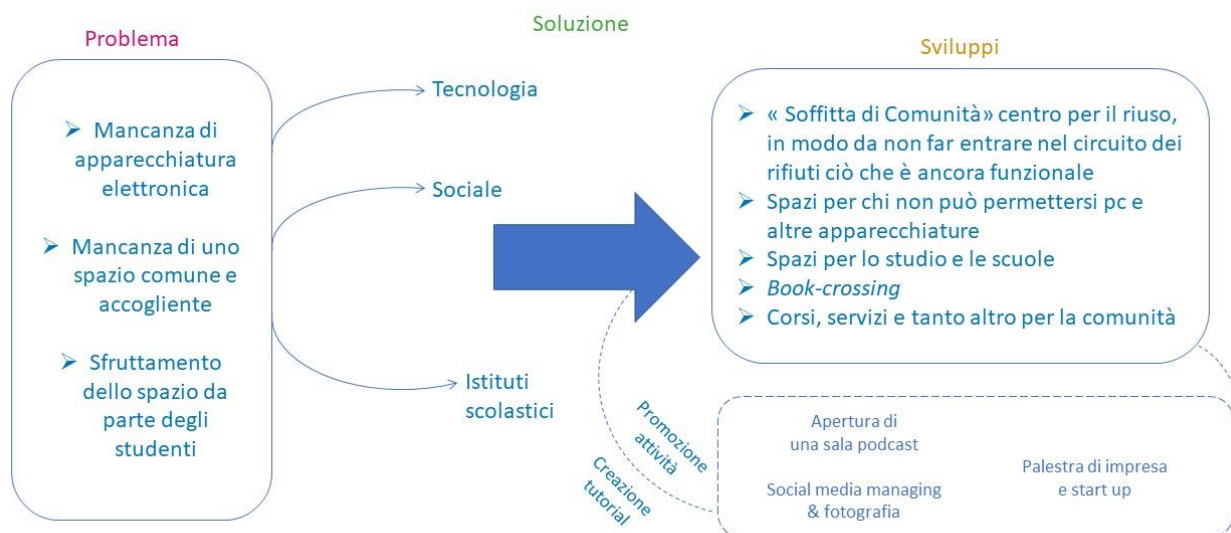 Problema
➤ Mancanza di
apparecchiatura
elettronica
➤ Mancanza di uno
spazio comune e
accogliente
➤ Sfruttamento
dello spazio da
parte degli
studenti
Soluzione
Tecnologia
Sociale
Istituti
scolastici
Sviluppi
➤ « Soffitta di Comunità» centro per il riuso,
in modo da non far entrare nel circuito dei
rifiuti ciò che è ancora funzionale
➤ Spazi per chi non può permettersi pc e
altre apparecchiature
➤ Spazi per lo studio e le scuole
➤ Book-crossing
➤ Corsi, servizi e tanto altro per la comunità
Promozione
attività
Creazione
tutorial
Apertura di
una sala podcast
Social media managing
& fotografia
Palestra di impresa
e start up